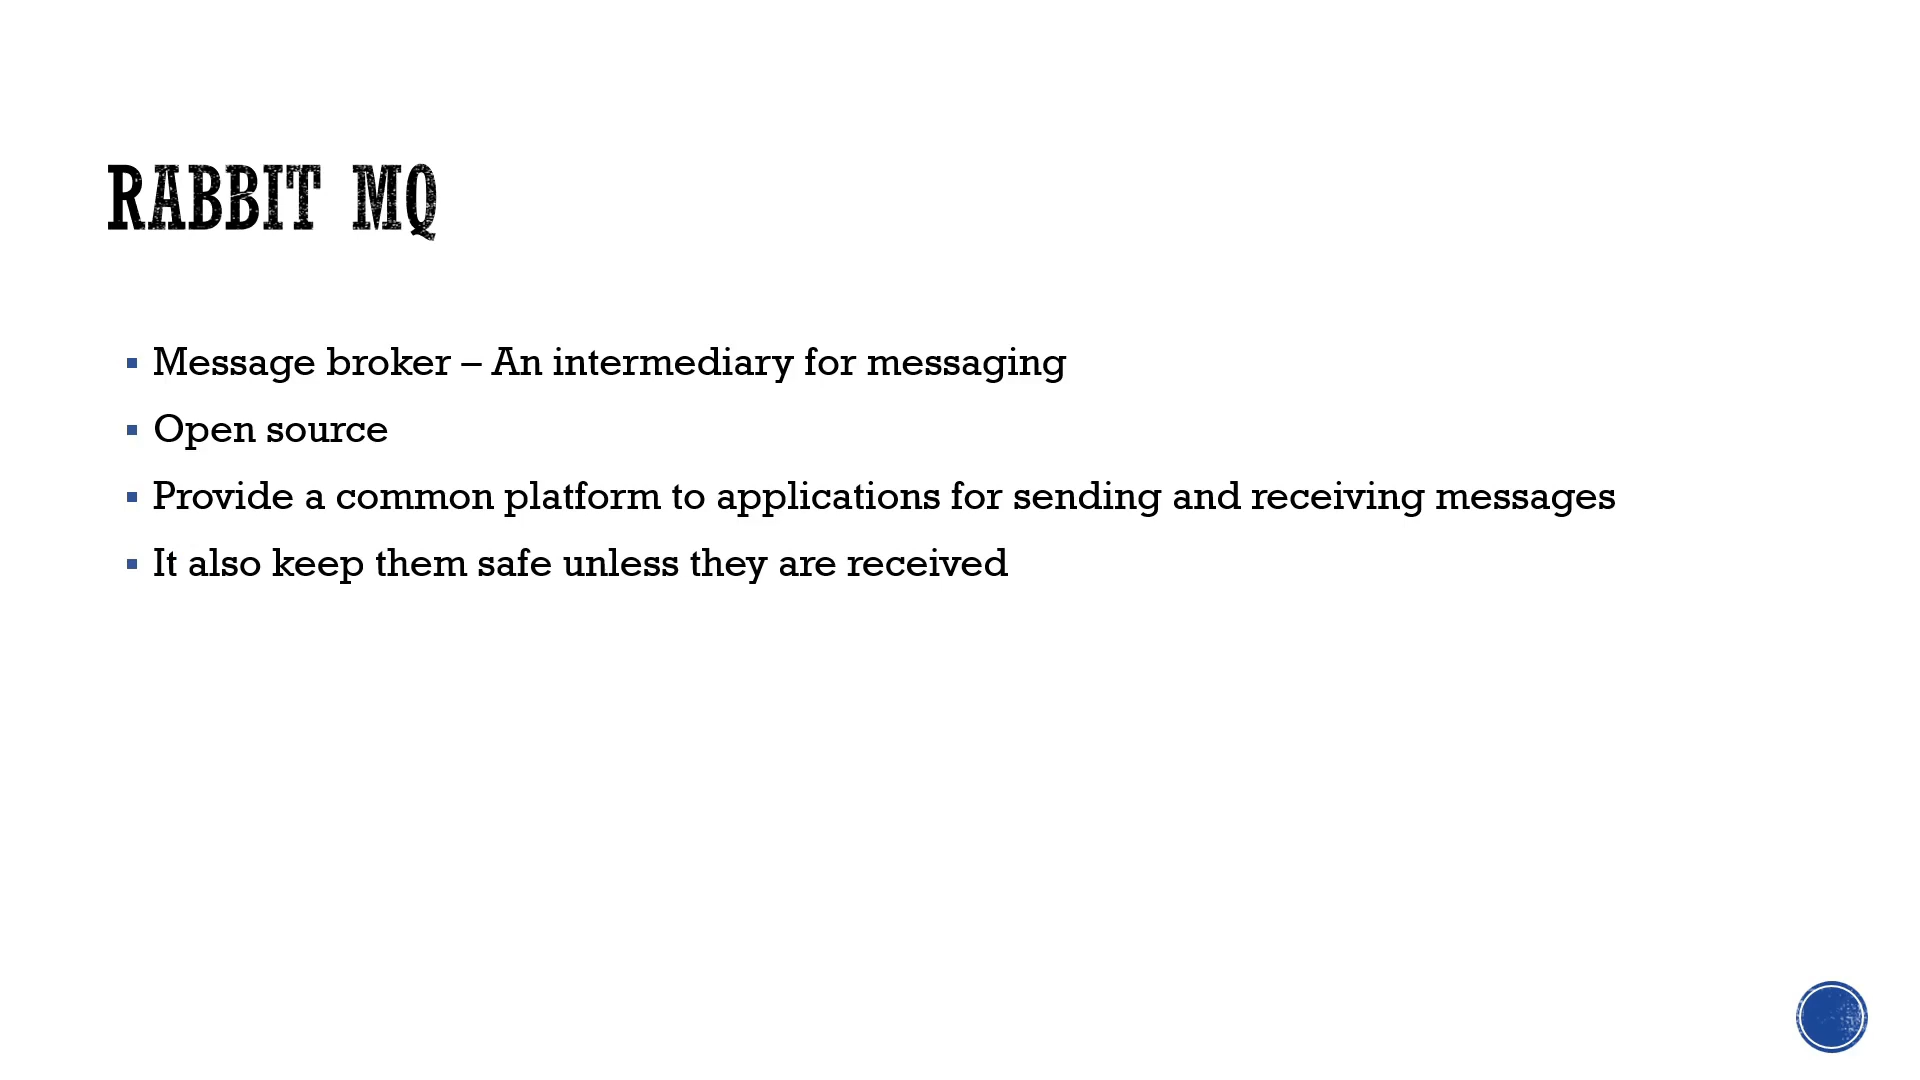 RABBIT MQ
▪ Message broker – An intermediary for messaging
▪ Open source
▪ Provide a common platform to applications for sending and receiving messages
▪ It also keep them safe unless they are received